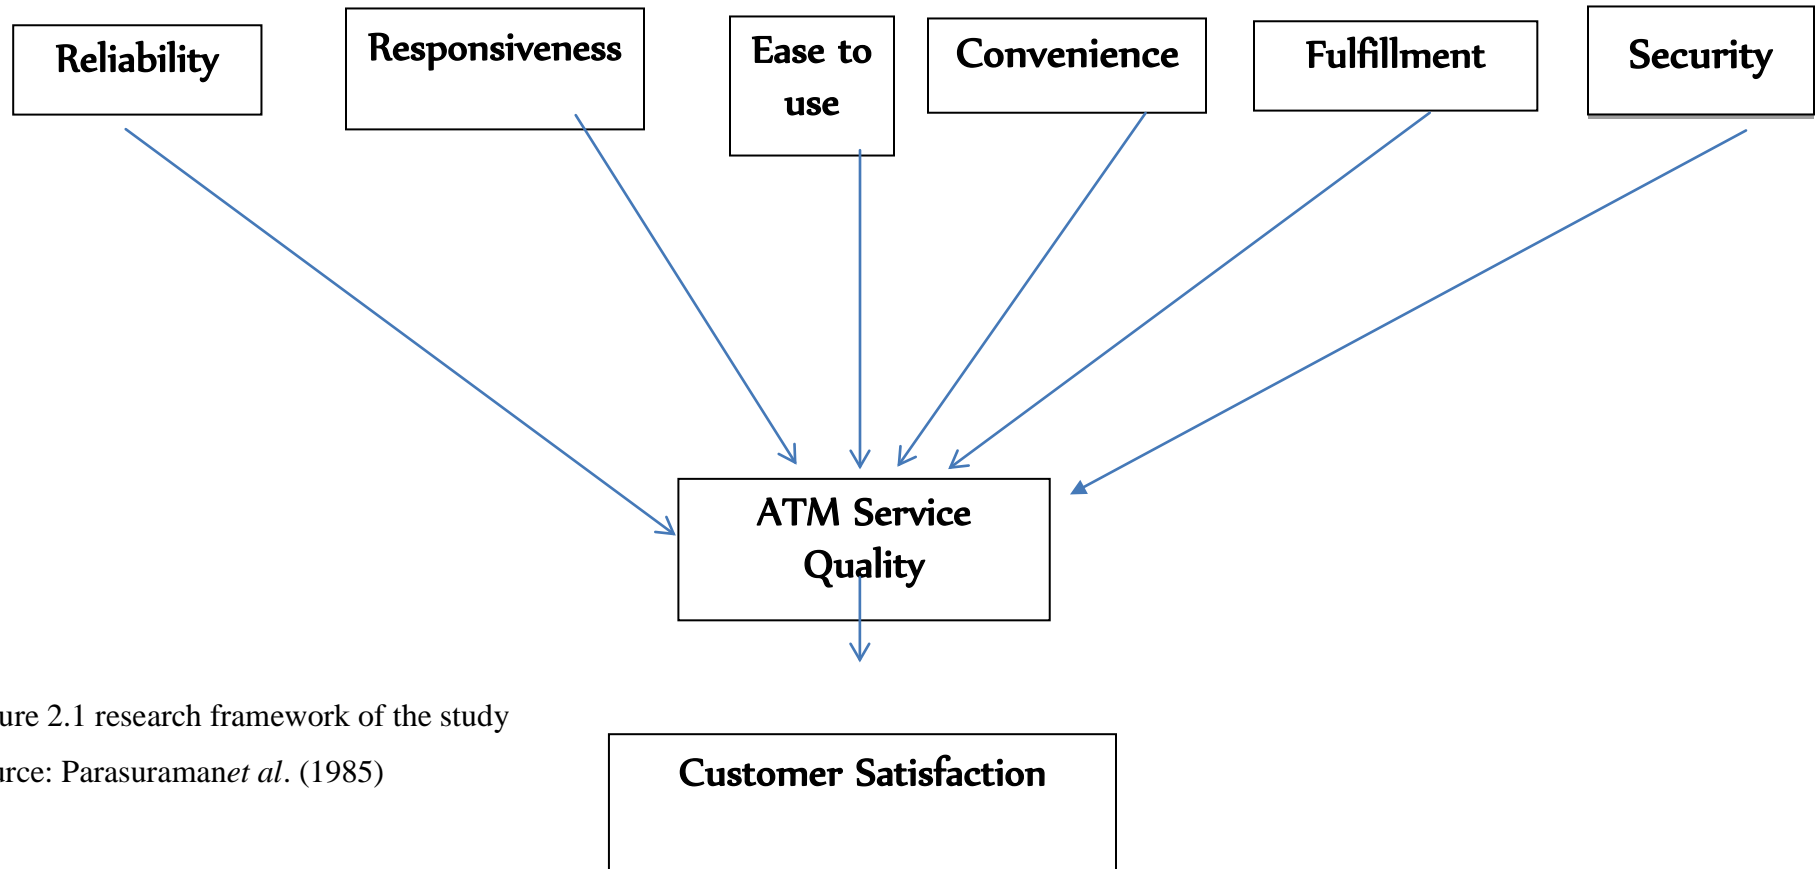 Reliability
Responsiveness
Ease to
use
Convenience
Fulfillment
Security
ATM Service
Quality
ure 2.1 research framework of the study
urce: Parasuramanet al. (1985)
Customer Satisfaction